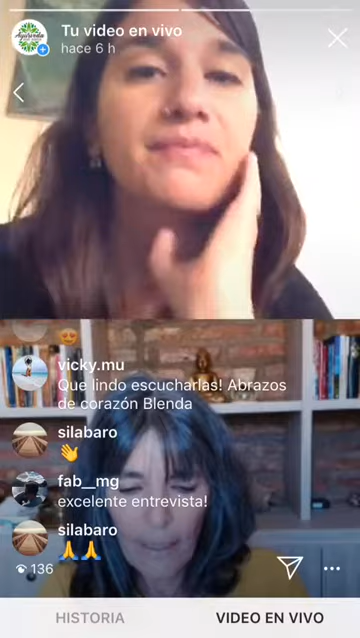 Tu video en vivo
hace 6 h
vicky.mu
Que lindo escucharlas! Abrazos
de corazón Blenda
silabaro
👋
fab__mg
excelente entrevista!
silabaro
🙏🙏
136
HISTORIA
VIDEO EN VIVO